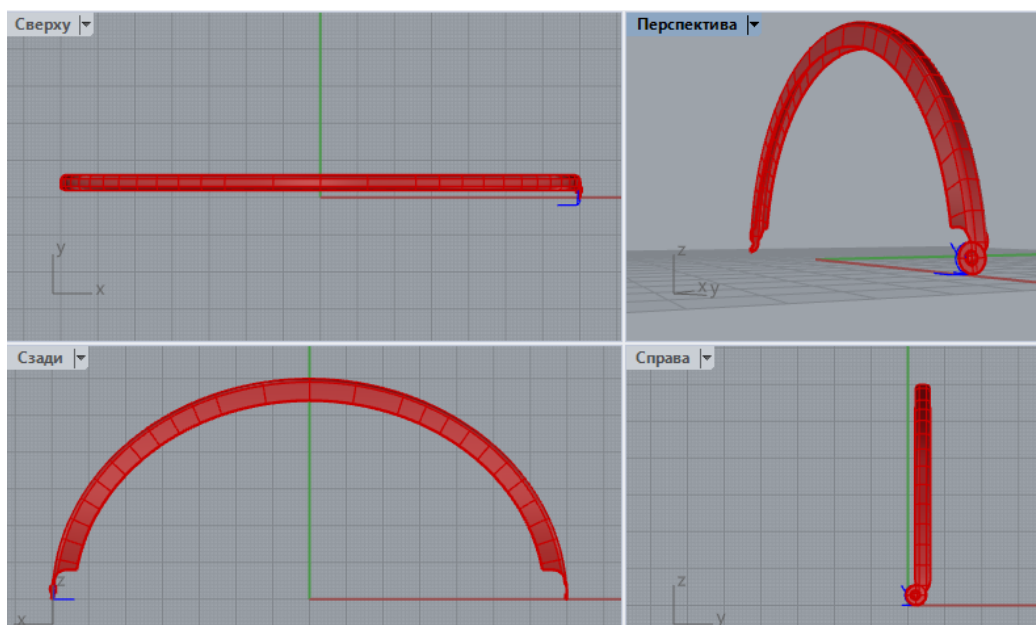 Сверху
Перспектива
y
x
z
x y
Сзади
Справа
z
x
z
y